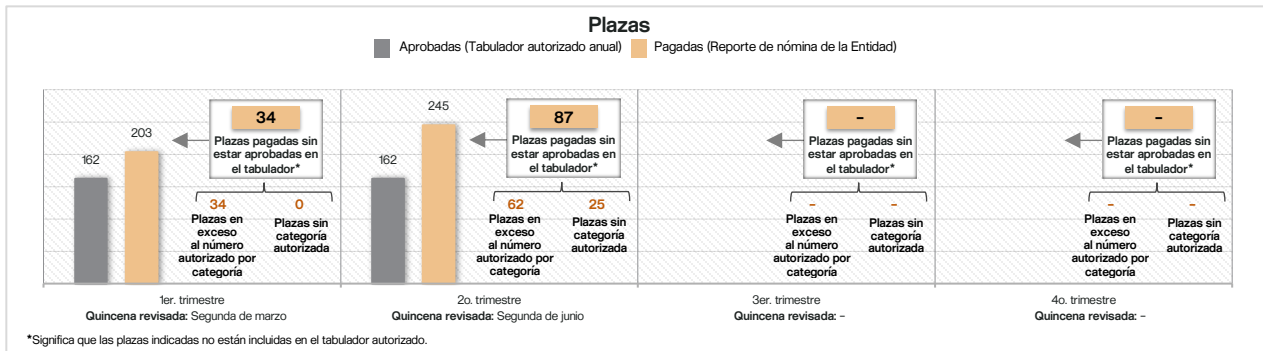 Plazas
Aprobadas (Tabulador autorizado anual)
Pagadas (Reporte de nómina de la Entidad)
162
203
34
Plazas pagadas sin
estar aprobadas en
el tabulador*
34
Plazas en
exceso
al número
autorizado por
categoría
0
Plazas sin
categoría
autorizada
1er. trimestre
Quincena revisada: Segunda de marzo
162
245
87
Plazas pagadas sin
estar aprobadas en
el tabulador*
62
Plazas en
exceso
al número
autorizado por
categoría
25
Plazas sin
categoría
autorizada
2o. trimestre
Quincena revisada: Segunda de junio
-
Plazas pagadas sin
estar aprobadas en
el tabulador*
-
Plazas en
exceso
al número
autorizado por
categoría
-
Plazas sin
categoría
autorizada
3er. trimestre
Quincena revisada: -
-
Plazas pagadas sin
estar aprobadas en
el tabulador*
-
Plazas en
exceso
al número
autorizado por
categoría
-
Plazas sin
categoría
autorizada
4o. trimestre
Quincena revisada: -
*Significa que las plazas indicadas no están incluidas en el tabulador autorizado.